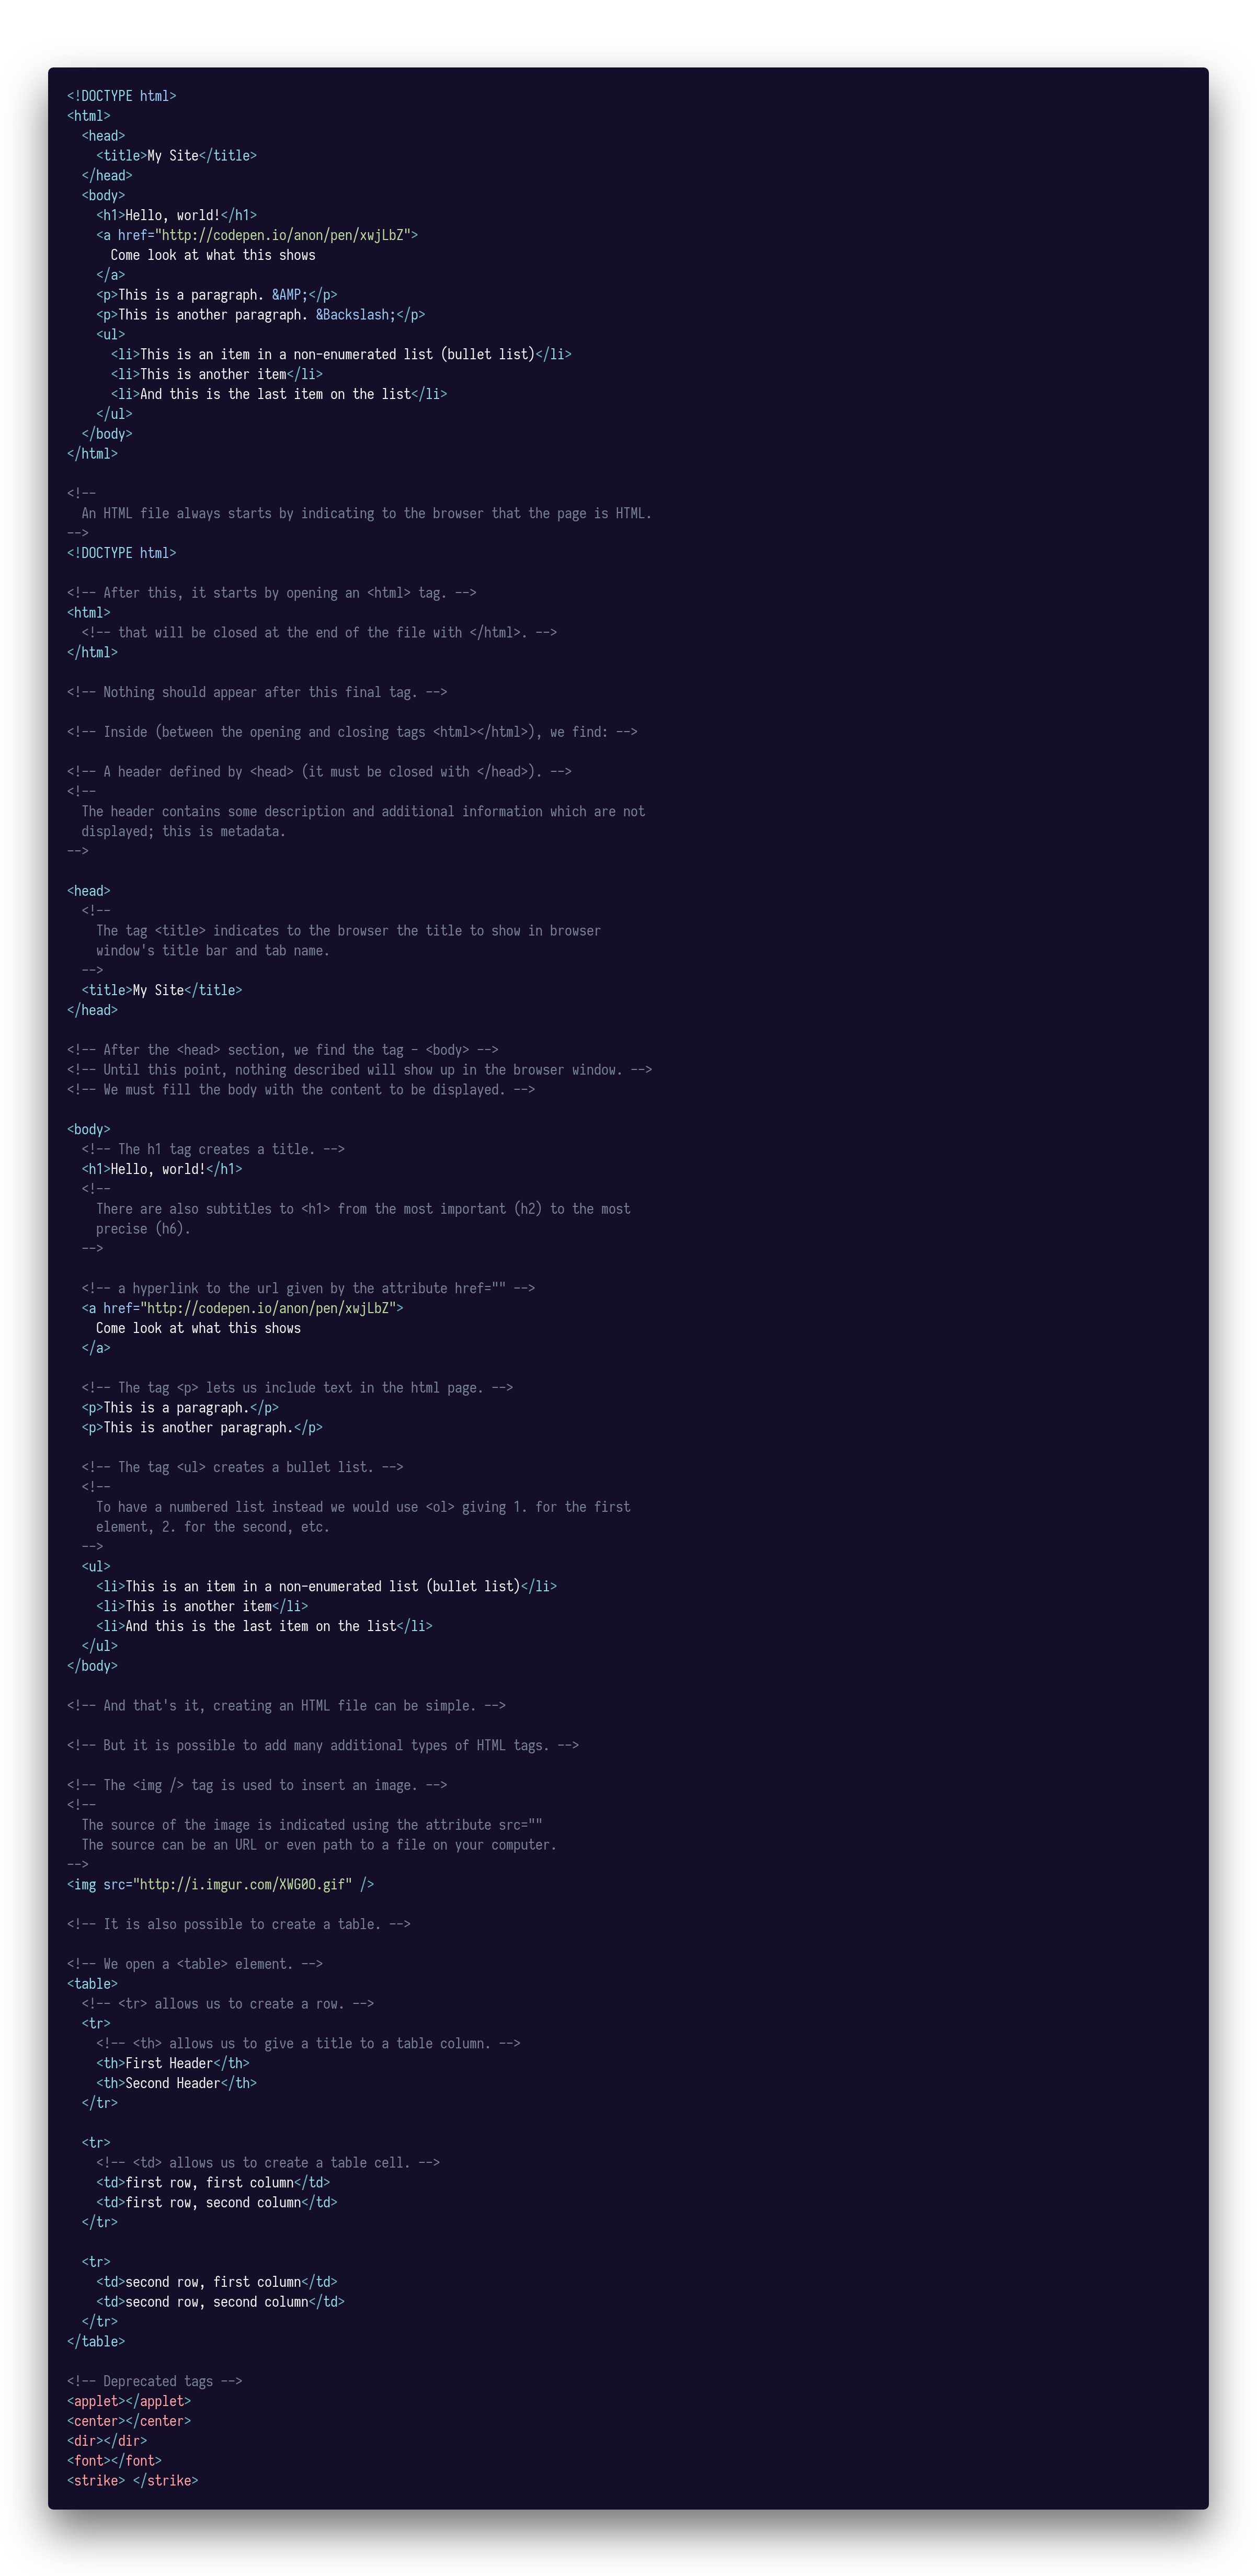 <!DOCTYPE html>
<html>
  <head>
    <title>My Site</title>
  </head>
  <body>
    <h1>Hello, world!</h1>
    <a href="http://codepen.io/anon/pen/xwjLbZ">
      Come look at what this shows
    </a>
    <p>This is a paragraph. &AMP;</p>
    <p>This is another paragraph. &Backslash;</p>
    <ul>
      <li>This is an item in a non-enumerated list (bullet list)</li>
      <li>This is another item</li>
      <li>And this is the last item on the list</li>
    </ul>
  </body>
</html>

<!--
  An HTML file always starts by indicating to the browser that the page is HTML.
-->
<!DOCTYPE html>

<!-- After this, it starts by opening an <html> tag. -->
<html>
  <!-- that will be closed at the end of the file with </html>. -->
</html>

<!-- Nothing should appear after this final tag. -->

<!-- Inside (between the opening and closing tags <html></html>), we find: -->

<!-- A header defined by <head> (it must be closed with </head>). -->
<!--
  The header contains some description and additional information which are not
  displayed; this is metadata.
-->

<head>
  <!--
    The tag <title> indicates to the browser the title to show in browser
    window's title bar and tab name.
  -->
  <title>My Site</title>
</head>

<!-- After the <head> section, we find the tag - <body> -->
<!-- Until this point, nothing described will show up in the browser window. -->
<!-- We must fill the body with the content to be displayed. -->

<body>
  <!-- The h1 tag creates a title. -->
  <h1>Hello, world!</h1>
  <!--
    There are also subtitles to <h1> from the most important (h2) to the most
    precise (h6).
  -->

  <!-- a hyperlink to the url given by the attribute href="" -->
  <a href="http://codepen.io/anon/pen/xwjLbZ">
    Come look at what this shows
  </a>

  <!-- The tag <p> lets us include text in the html page. -->
  <p>This is a paragraph.</p>
  <p>This is another paragraph.</p>

  <!-- The tag <ul> creates a bullet list. -->
  <!--
    To have a numbered list instead we would use <ol> giving 1. for the first
    element, 2. for the second, etc.
  -->
  <ul>
    <li>This is an item in a non-enumerated list (bullet list)</li>
    <li>This is another item</li>
    <li>And this is the last item on the list</li>
  </ul>
</body>

<!-- And that's it, creating an HTML file can be simple. -->

<!-- But it is possible to add many additional types of HTML tags. -->

<!-- The <img /> tag is used to insert an image. -->
<!--
  The source of the image is indicated using the attribute src=""
  The source can be an URL or even path to a file on your computer.
-->
<img src="http://i.imgur.com/XWG0O.gif" />

<!-- It is also possible to create a table. -->

<!-- We open a <table> element. -->
<table>
  <!-- <tr> allows us to create a row. -->
  <tr>
    <!-- <th> allows us to give a title to a table column. -->
    <th>First Header</th>
    <th>Second Header</th>
  </tr>

  <tr>
    <!-- <td> allows us to create a table cell. -->
    <td>first row, first column</td>
    <td>first row, second column</td>
  </tr>

  <tr>
    <td>second row, first column</td>
    <td>second row, second column</td>
  </tr>
</table>

<!-- Deprecated tags -->
<applet></applet>
<center></center>
<dir></dir>
<font></font>
<strike> </strike>